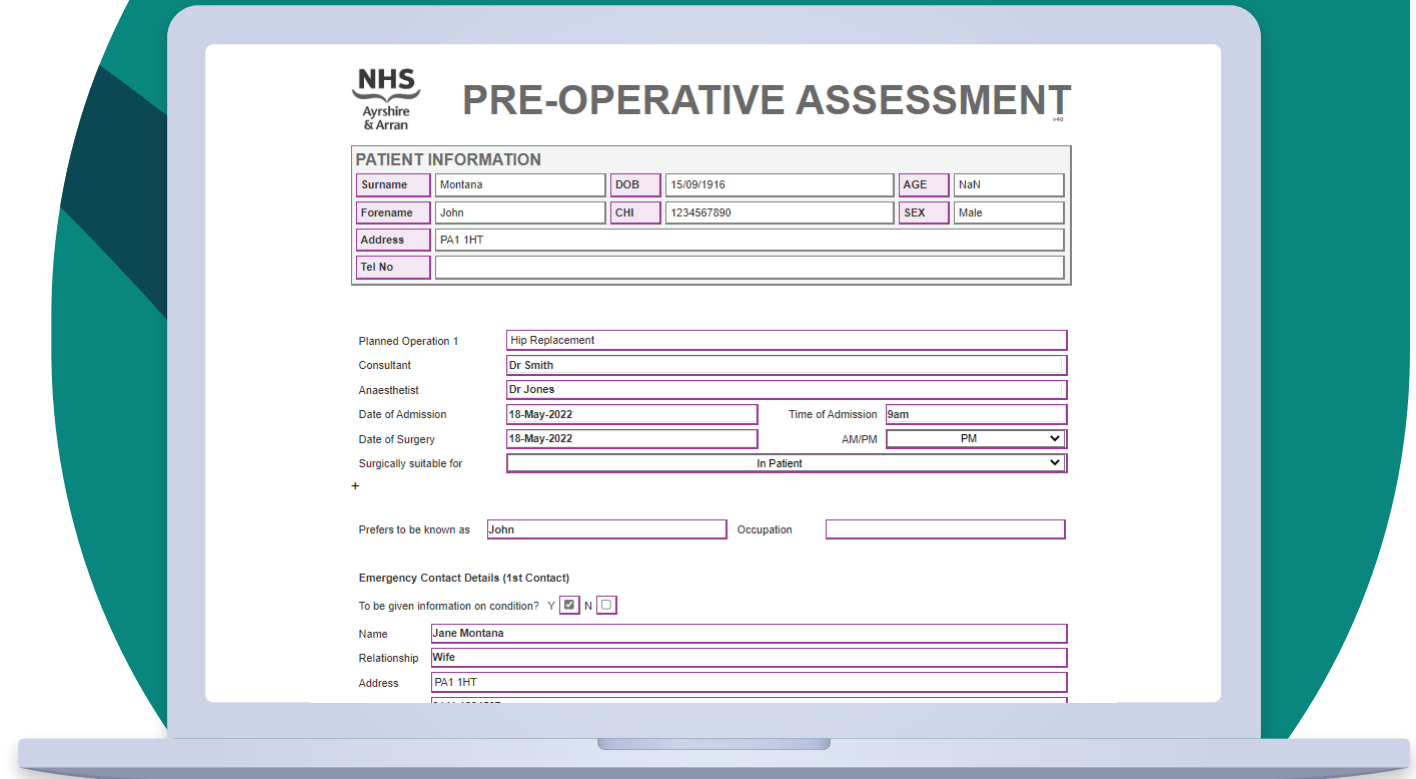 NHS
Ayrshire
& Arran
PRE-OPERATIVE ASSESSMENT
v40
PATIENT INFORMATION
Surname Montana DOB 15/09/1916 AGE NaN
Forename John CHI 1234567890 SEX Male
Address PA1 1HT
Tel No
Planned Operation 1 Hip Replacement
Consultant Dr Smith
Anaesthetist Dr Jones
Date of Admission 18-May-2022 Time of Admission 9am
Date of Surgery 18-May-2022 AM/PM PM
Surgically suitable for In Patient
+
Prefers to be known as John Occupation
Emergency Contact Details (1st Contact)
To be given information on condition? Y N
Name Jane Montana
Relationship Wife
Address PA1 1HT